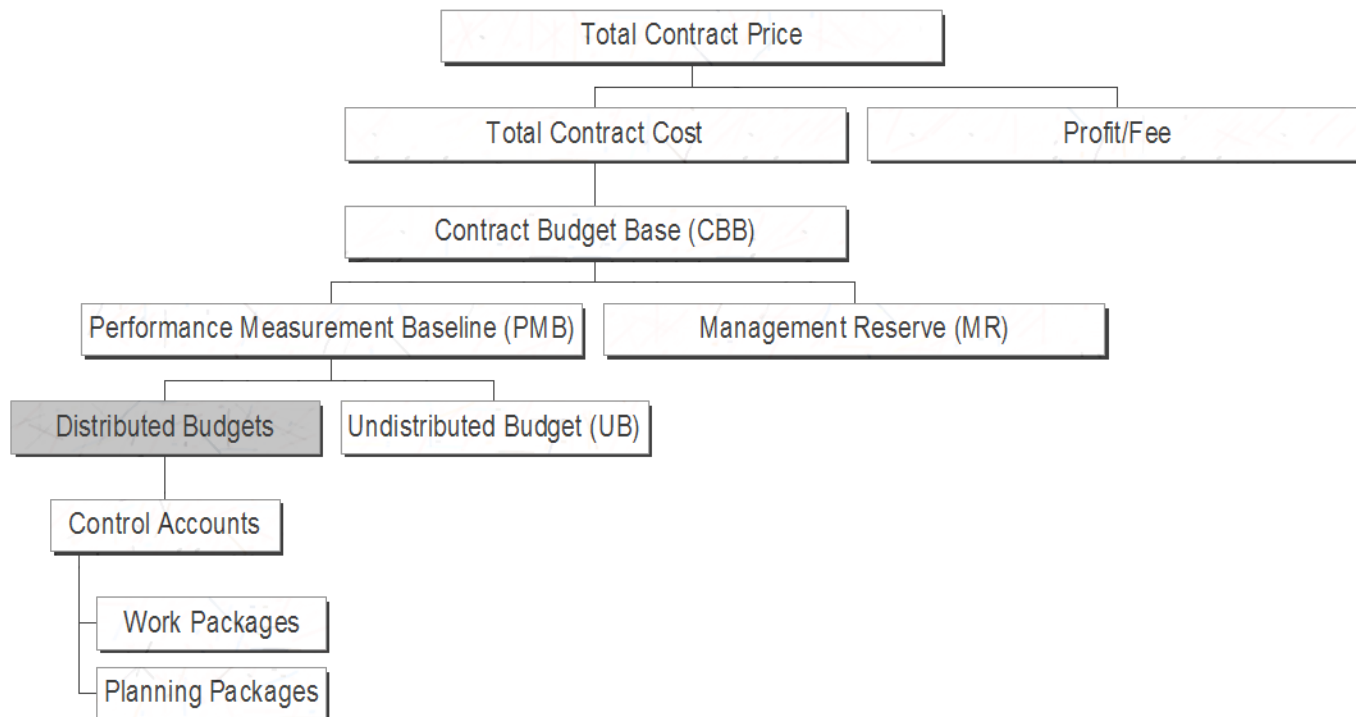 Total Contract Price
Total Contract Cost
Profit/Fee
Contract Budget Base (CBB)
Performance Measurement Baseline (PMB)
Management Reserve (MR)
Distributed Budgets
Undistributed Budget (UB)
Control Accounts
Work Packages
Planning Packages